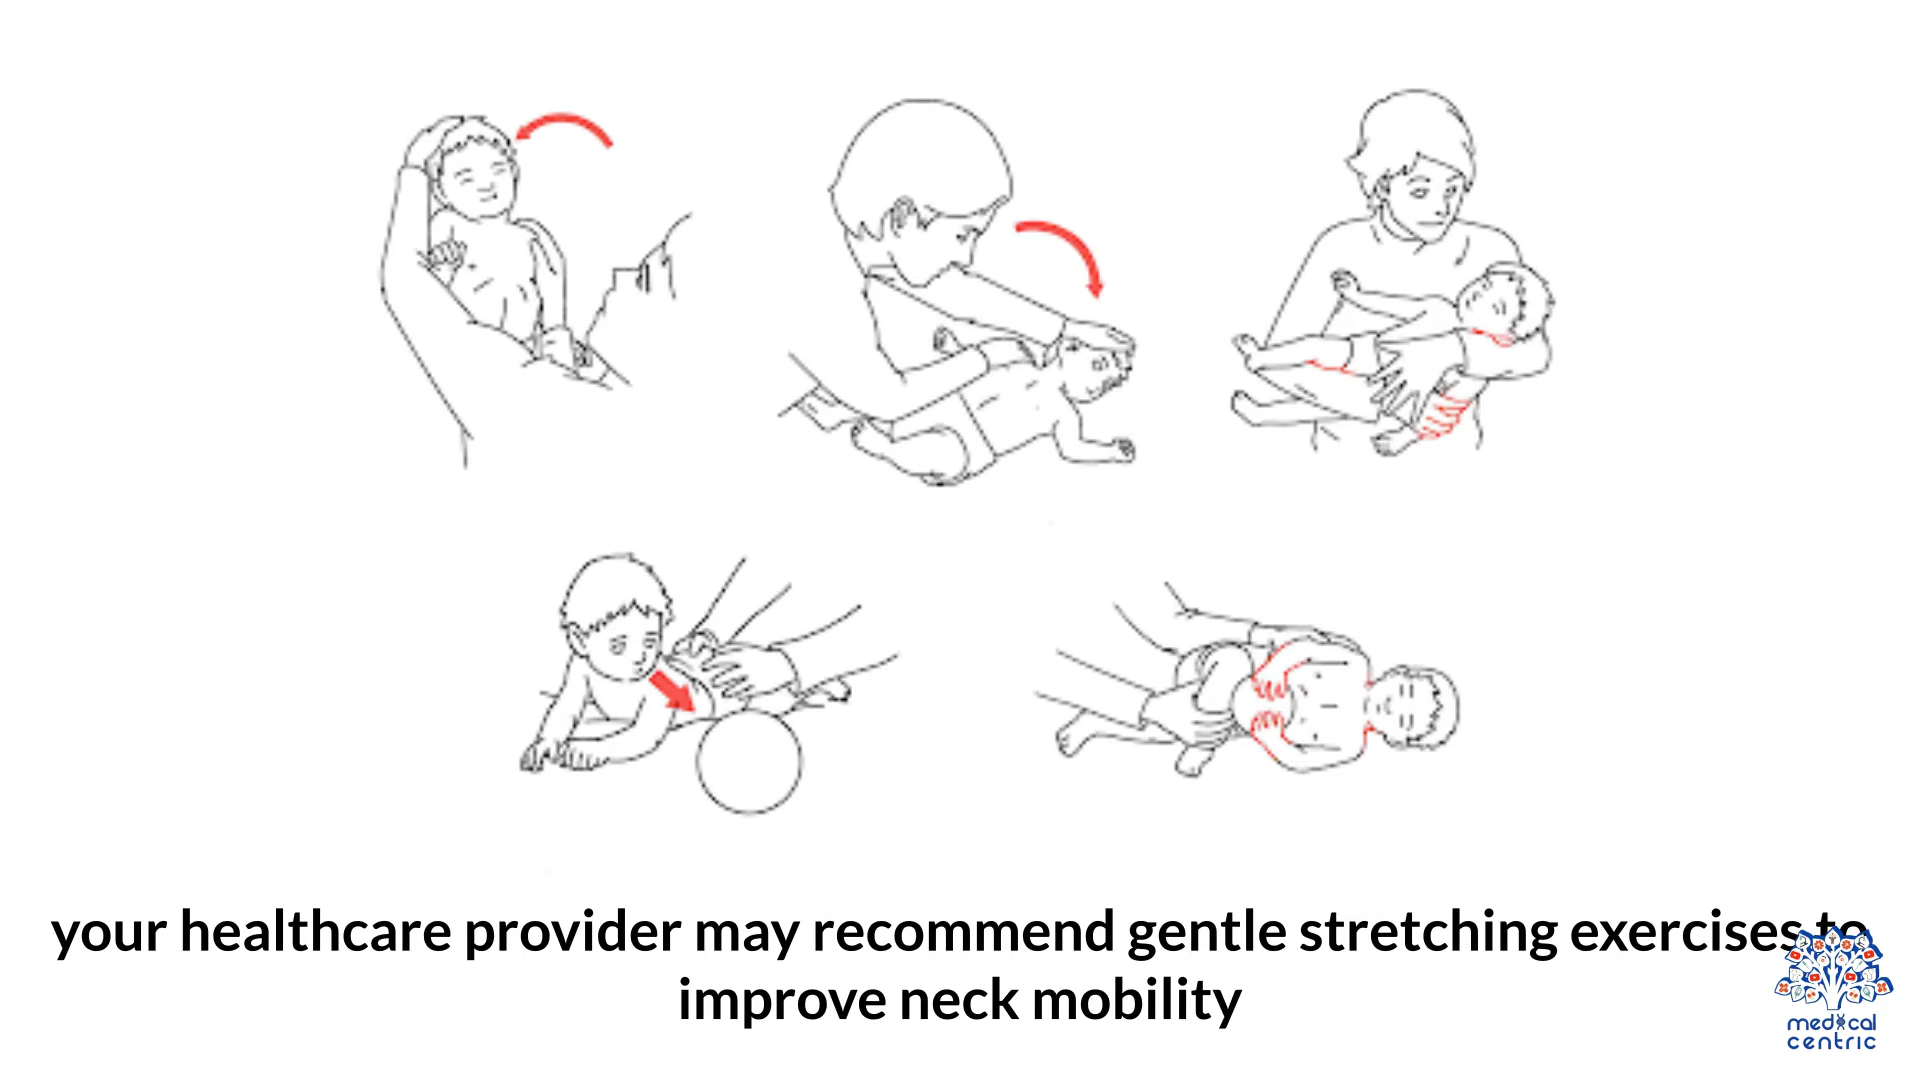 your healthcare provider may recommend gentle stretching exercises to
improve neck mobility
medical
centric